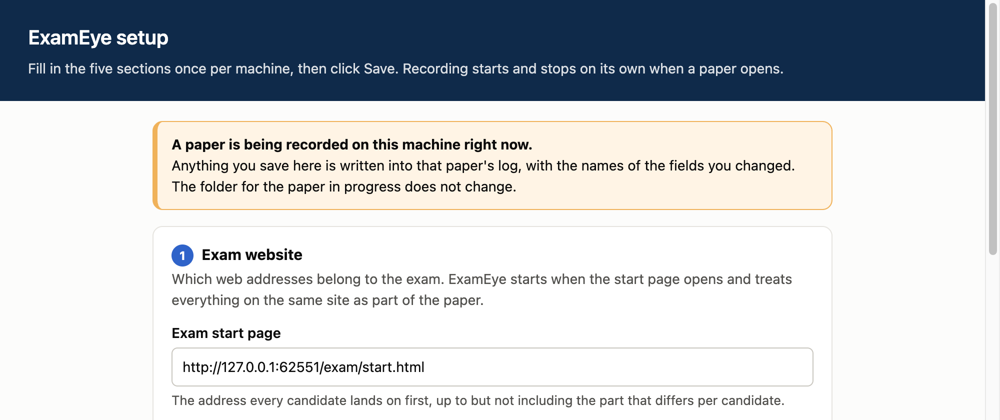 ExamEye setup
Fill in the five sections once per machine, then click Save. Recording starts and stops on its own when a paper opens.
A paper is being recorded on this machine right now.
Anything you save here is written into that paper's log, with the names of the fields you changed.
The folder for the paper in progress does not change.
1 Exam website
Which web addresses belong to the exam. ExamEye starts when the start page opens and treats
everything on the same site as part of the paper.
Exam start page
http://127.0.0.1:62551/exam/start.html
The address every candidate lands on first, up to but not including the part that differs per candidate.